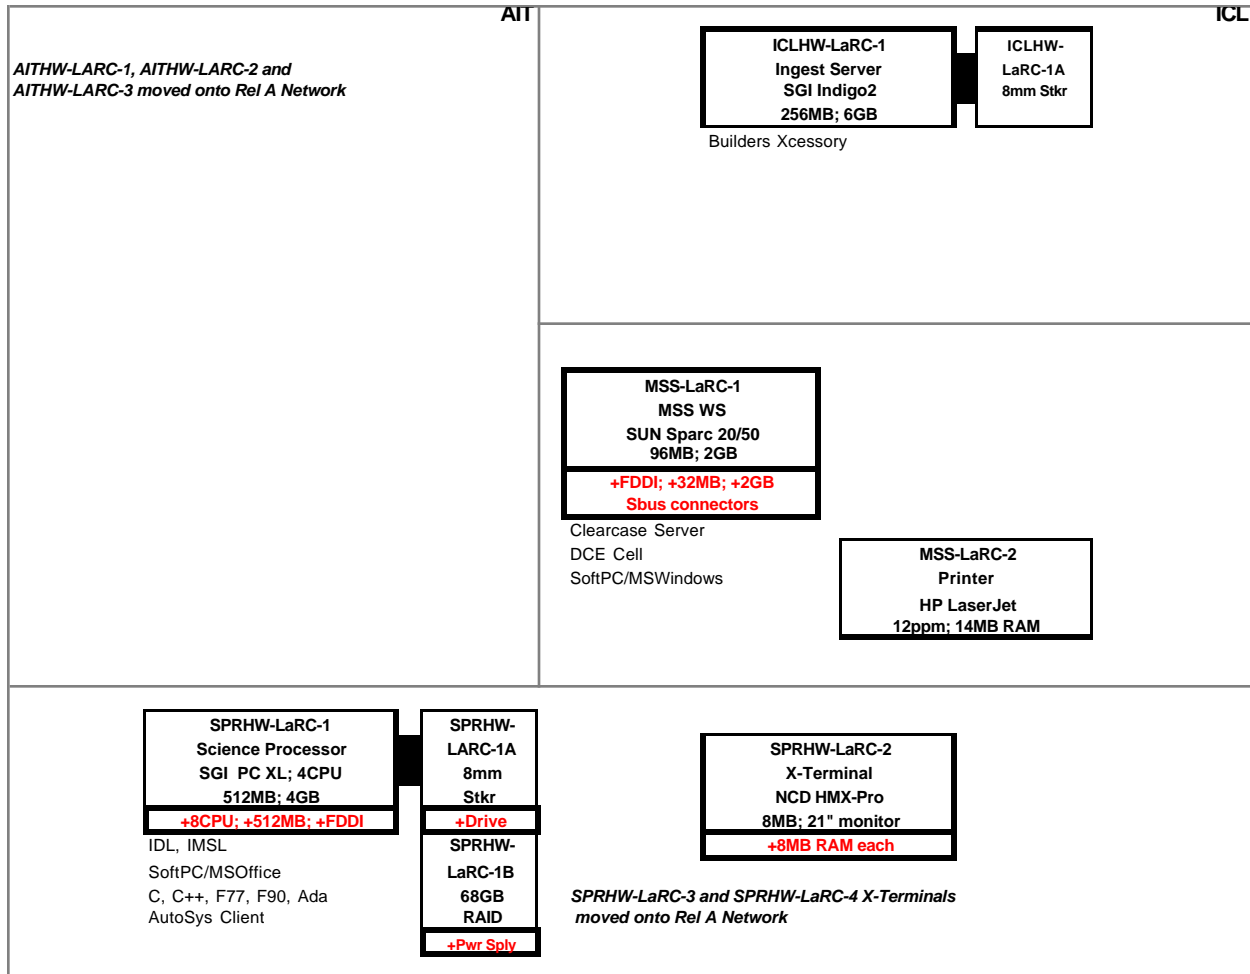 AIT
AITHW-LARC-1, AITHW-LARC-2 and
AITHW-LARC-3 moved onto Rel A Network
ICL
ICLHW-LaRC-1
Ingest Server
SGI Indigo2
256MB; 6GB
Builders Xcessory
ICLHW-
LaRC-1A
8mm Stkr
MSS-LaRC-1
MSS WS
SUN Sparc 20/50
96MB; 2GB
+FDDI; +32MB; +2GB
Sbus connectors
Clearcase Server
DCE Cell
SoftPC/MSWindows
MSS-LaRC-2
Printer
HP LaserJet
12ppm; 14MB RAM
SPRHW-LaRC-1
Science Processor
SGI PC XL; 4CPU
512MB; 4GB
+8CPU; +512MB; +FDDI
IDL, IMSL
SoftPC/MSOffice
C, C++, F77, F90, Ada
AutoSys Client
SPRHW-
LARC-1A
8mm
Stkr
+Drive
SPRHW-
LaRC-1B
68GB
RAID
+Pwr Sply
SPRHW-LaRC-2
X-Terminal
NCD HMX-Pro
8MB; 21" monitor
+8MB RAM each
SPRHW-LaRC-3 and SPRHW-LaRC-4 X-Terminals
moved onto Rel A Network